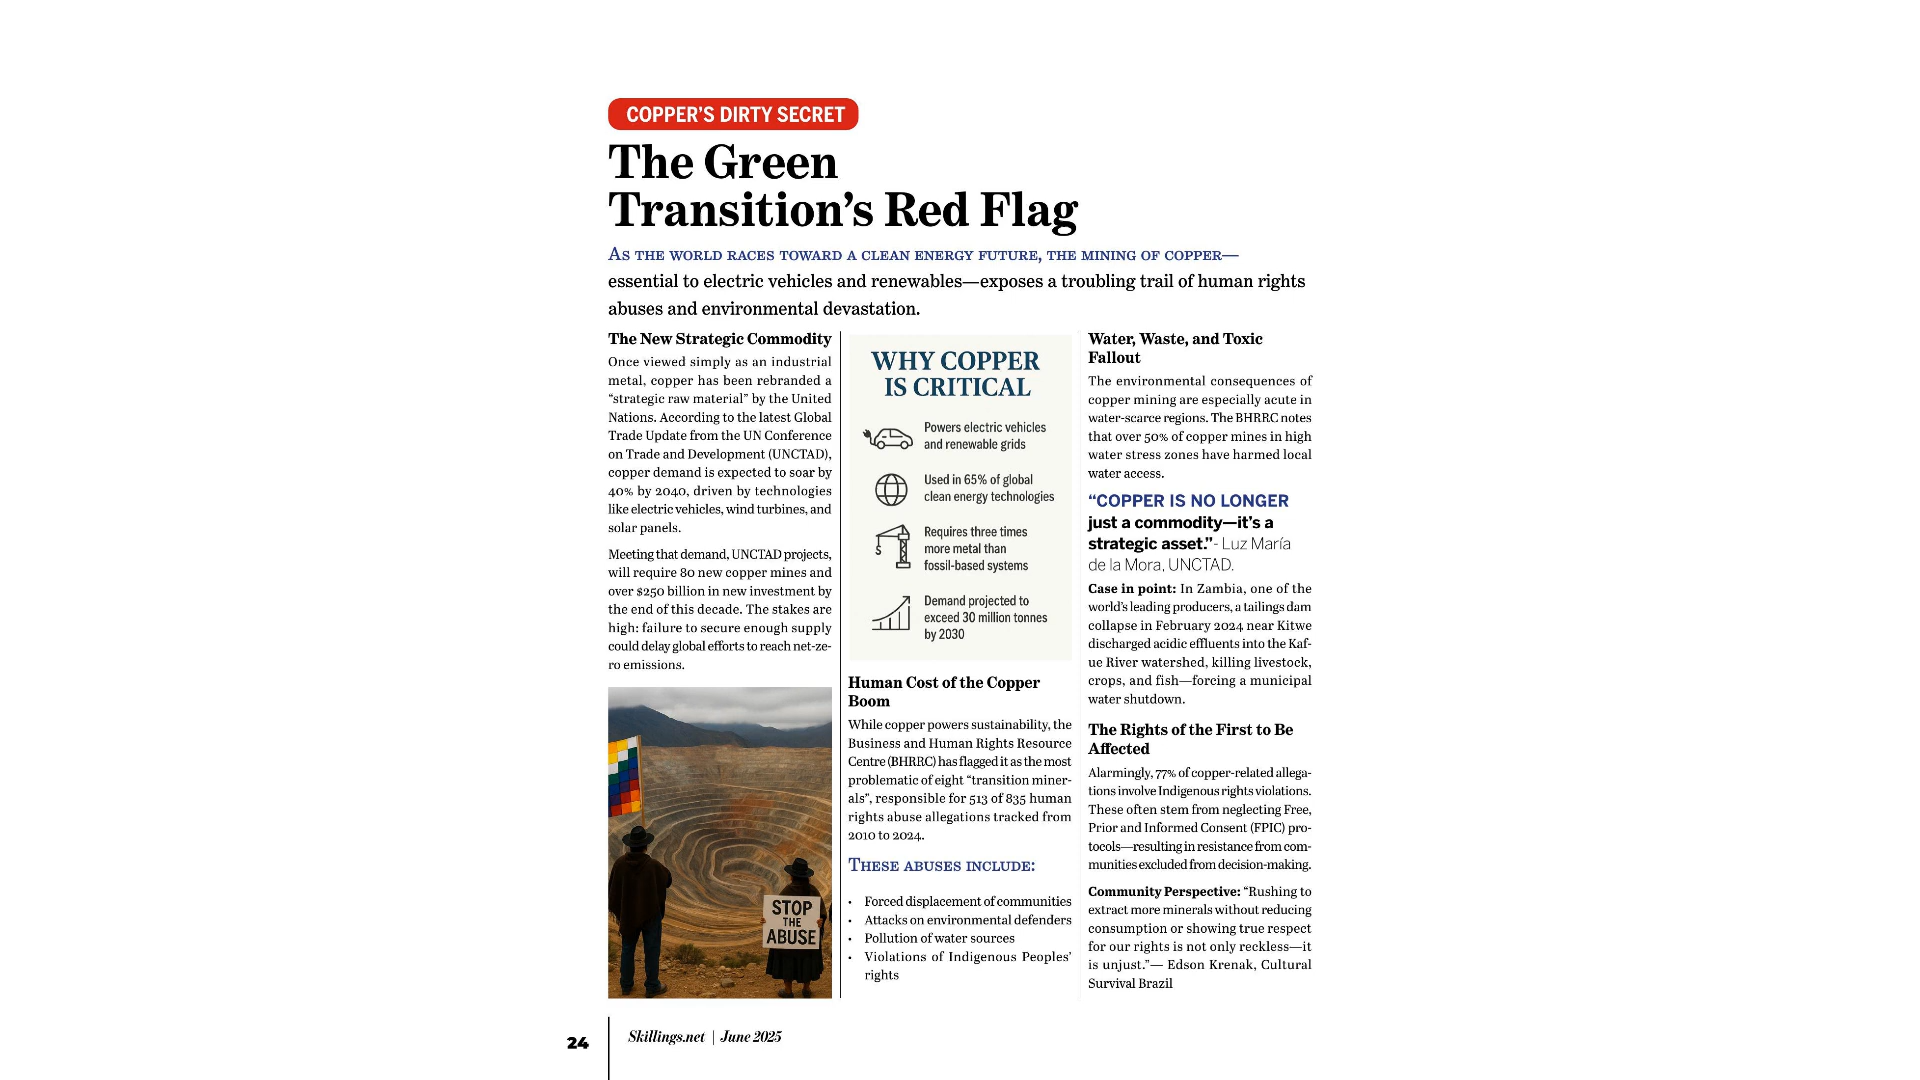 COPPER'S DIRTY SECRET
The Green
Transition's Red Flag
As the world races toward a clean energy future, the mining of copper—
essential to electric vehicles and renewables—exposes a troubling trail of human rights
abuses and environmental devastation.
The New Strategic Commodity
Once viewed simply as an industrial
metal, copper has been rebranded a
“strategic raw material” by the United
Nations. According to the latest Global
Trade Update from the UN Conference
on Trade and Development (UNCTAD),
copper demand is expected to soar by
40% by 2040, driven by technologies
like electric vehicles, wind turbines, and
solar panels.
Meeting that demand, UNCTAD projects,
will require 80 new copper mines and
over $250 billion in new investment by
the end of this decade. The stakes are
high: failure to secure enough supply
could delay global efforts to reach net-ze-
ro emissions.
STOP
THE
ABUSE
WHY COPPER
IS CRITICAL
Powers electric vehicles
and renewable grids
Used in 65% of global
clean energy technologies
Requires three times
more metal than
fossil-based systems
Demand projected to
exceed 30 million tonnes
by 2030
Human Cost of the Copper
Boom
While copper powers sustainability, the
Business and Human Rights Resource
Centre (BHRRC) has flagged it as the most
problematic of eight “transition miner-
als”, responsible for 513 of 835 human
rights abuse allegations tracked from
2010 to 2024.
These abuses include:
• Forced displacement of communities
• Attacks on environmental defenders
• Pollution of water sources
• Violations of Indigenous Peoples’
rights
Water, Waste, and Toxic
Fallout
The environmental consequences of
copper mining are especially acute in
water-scarce regions. The BHRRC notes
that over 50% of copper mines in high
water stress zones have harmed local
water access.
“COPPER IS NO LONGER
just a commodity—it’s a
strategic asset.”- Luz María
de la Mora, UNCTAD.
Case in point: In Zambia, one of the
world’s leading producers, a tailings dam
collapse in February 2024 near Kitwe
discharged acidic effluents into the Kaf-
ue River watershed, killing livestock,
crops, and fish—forcing a municipal
water shutdown.
The Rights of the First to Be
Affected
Alarmingly, 77% of copper-related allega-
tions involve Indigenous rights violations.
These often stem from neglecting Free,
Prior and Informed Consent (FPIC) pro-
tocols—resulting in resistance from com-
munities excluded from decision-making.
Community Perspective: “Rushing to
extract more minerals without reducing
consumption or showing true respect
for our rights is not only reckless—it
is unjust.”— Edson Krenak, Cultural
Survival Brazil
24
Skillings.net | June 2025